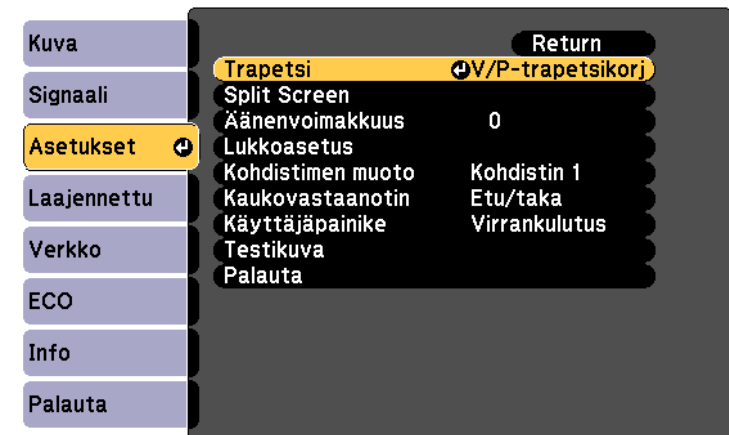 Kuva
Signaali
Asetukset
Laajennettu
Verkko
ECO
Info
Palauta
Return
Trapetsi V/P-trapetsikorj
Split Screen
Äänenvoimakkuus 0
Lukkoasetus
Kohdistimen muoto Kohdistin 1
Kaukovastaanotin Etu/taka
Käyttäjäpainike Virrankulutus
Testikuva
Palauta